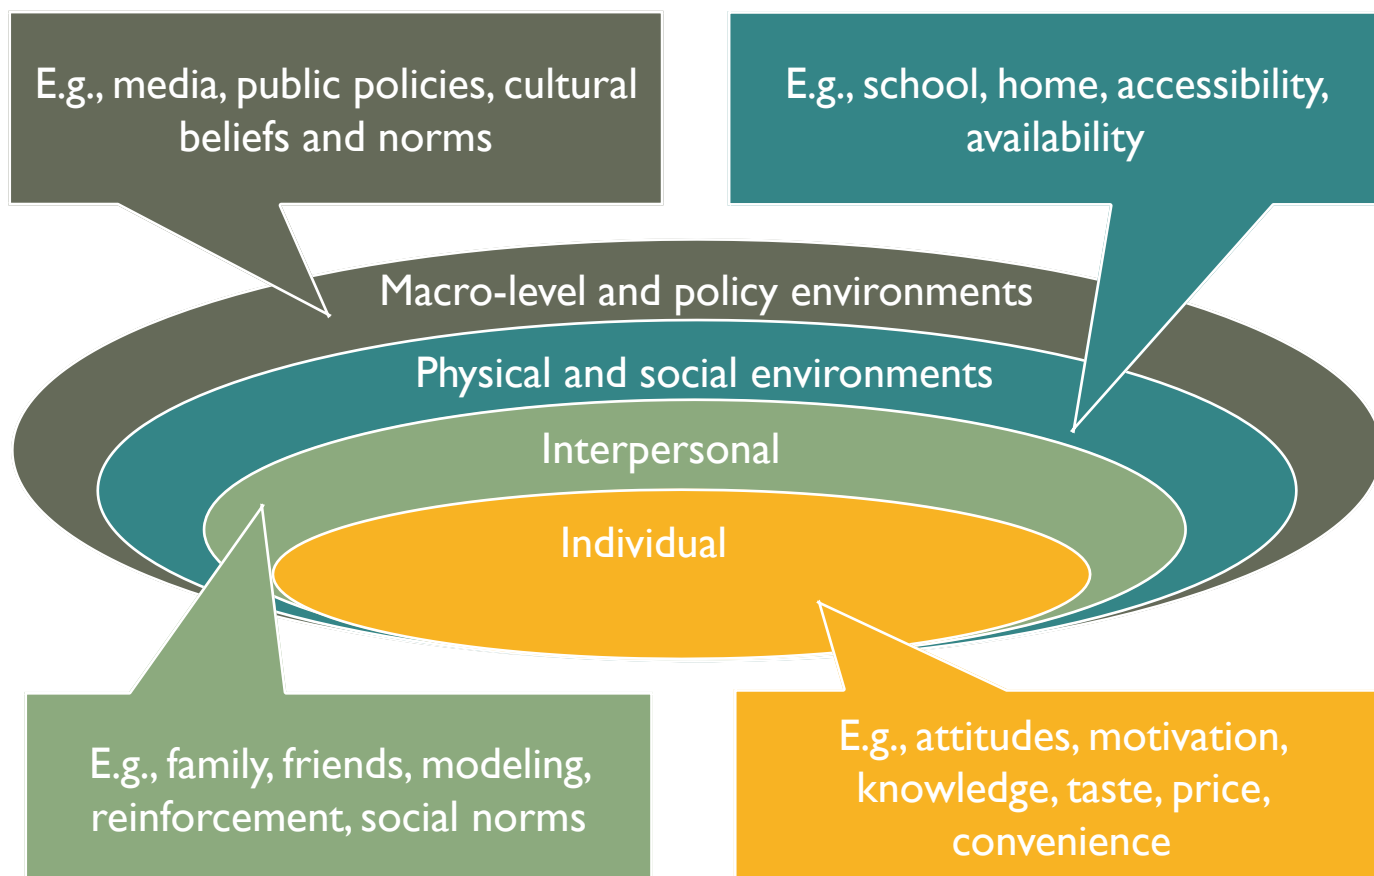 E.g., media, public policies, cultural
beliefs and norms
E.g., school, home, accessibility,
availability
Macro-level and policy environments
Physical and social environments
Interpersonal
Individual
E.g., family, friends, modeling,
reinforcement, social norms
E.g., attitudes, motivation,
knowledge, taste, price,
convenience